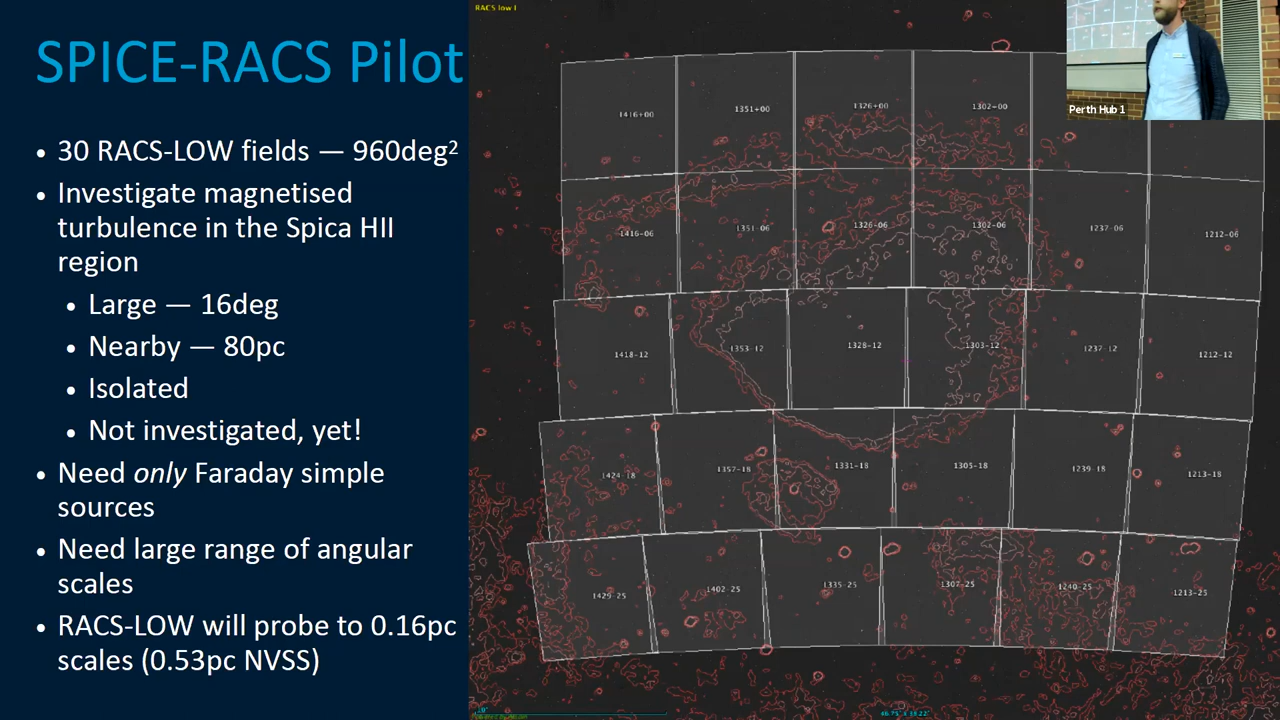 SPICE-RACS Pilot
• 30 RACS-LOW fields — 960deg²
• Investigate magnetised
turbulence in the Spica HII
region
• Large — 16deg
• Nearby — 80pc
• Isolated
• Not investigated, yet!
• Need only Faraday simple
sources
• Need large range of angular
scales
• RACS-LOW will probe to 0.16pc
scales (0.53pc NVSS)
RACS low I
Perth Hub 1
1416+00 1351+00 1326+00 1302+00
1416-06 1351-06 1326-06 1302-06 1237-06 1212-06
1418-12 1353-12 1328-12 1303-12 1237-12 1212-12
1424-18 1357-18 1331-18 1305-18 1239-18 1213-18
1429-25 1402-25 1335-25 1307-25 1240-25 1213-25